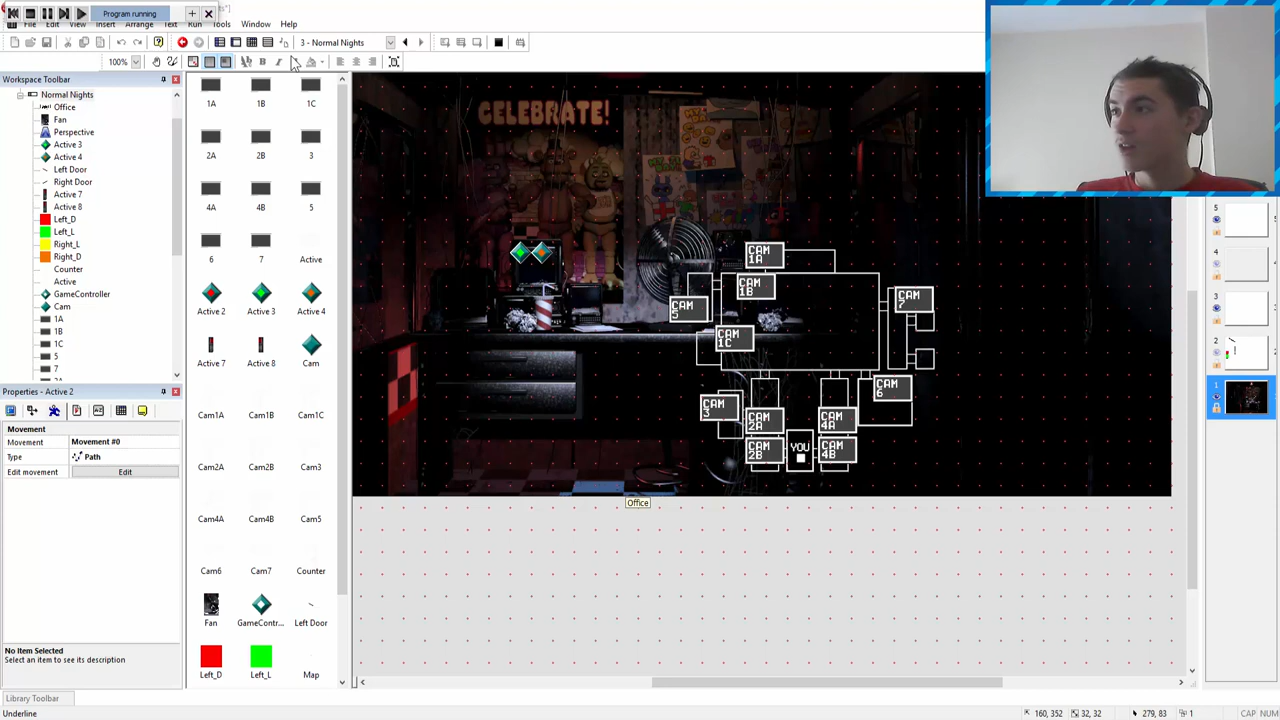 Program running
File Edit View Insert Arrange Text Run Tools Window Help
3 - Normal Nights
100%
B I
Workspace Toolbar
Normal Nights
Office
Fan
Perspective
Active 3
Active 4
Left Door
Right Door
Active 7
Active 8
Left_D
Left_L
Right_L
Right_D
Counter
Active
GameController
Cam
1A
1B
1C
5
7
Properties - Active 2
Movement
Movement Movement #0
Type Path
Edit movement Edit
No Item Selected
Select an item to see its description
Library Toolbar
Underline
1A 1B 1C
2A 2B 3
4A 4B 5
6 7 Active
Active 2 Active 3 Active 4
Active 7 Active 8 Cam
Cam1A Cam1B Cam1C
Cam2A Cam2B Cam3
Cam4A Cam4B Cam5
Cam6 Cam7 Counter
Fan GameContr... Left Door
Left_D Left_L Map
CELEBRATE!
CAM 1A
CAM 1B
CAM 5
CAM 7
CAM 1C
CAM 6
CAM 3
CAM 2A
CAM 4A
CAM 2B
YOU
CAM 4B
Office
5
4
3
2
1
160, 352 32, 32 279, 83 1 CAP NUM